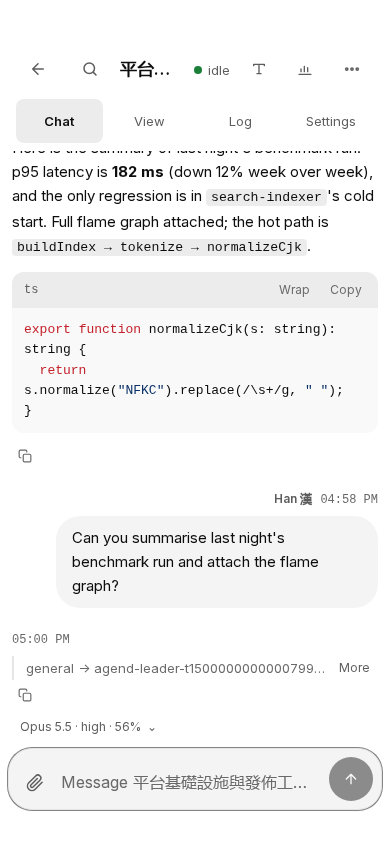 平台… idle
Chat View Log Settings
Here is the summary of last night's benchmark run:
p95 latency is 182 ms (down 12% week over week),
and the only regression is in search-indexer's cold
start. Full flame graph attached; the hot path is
buildIndex → tokenize → normalizeCjk.
ts Wrap Copy
export function normalizeCjk(s: string):
string {
return
s.normalize("NFKC").replace(/\s+/g, " ");
}
Han 漢 04:58 PM
Can you summarise last night's
benchmark run and attach the flame
graph?
05:00 PM
general → agend-leader-t1500000000000799… More
Opus 5.5 · high · 56%
Message 平台基礎設施與發佈工…